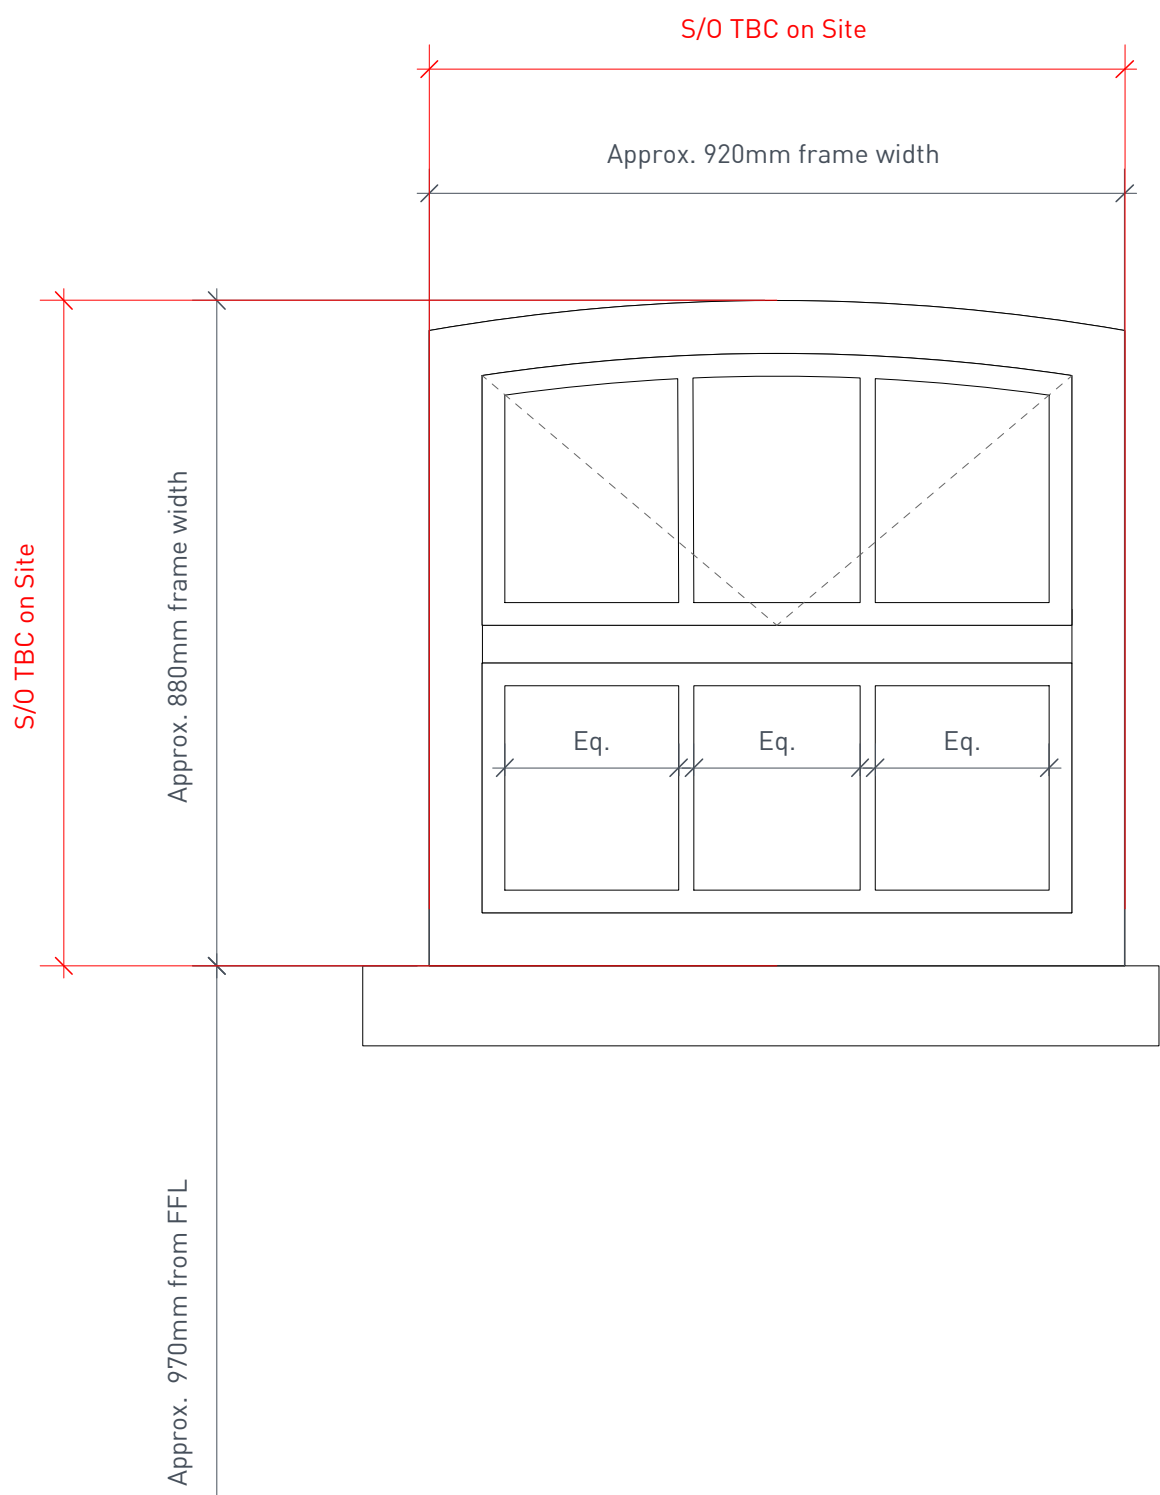 S/O TBC on Site
Approx. 920mm frame width
S/O TBC on Site
Approx. 880mm frame width
Eq.
Eq.
Eq.
Approx. 970mm from FFL